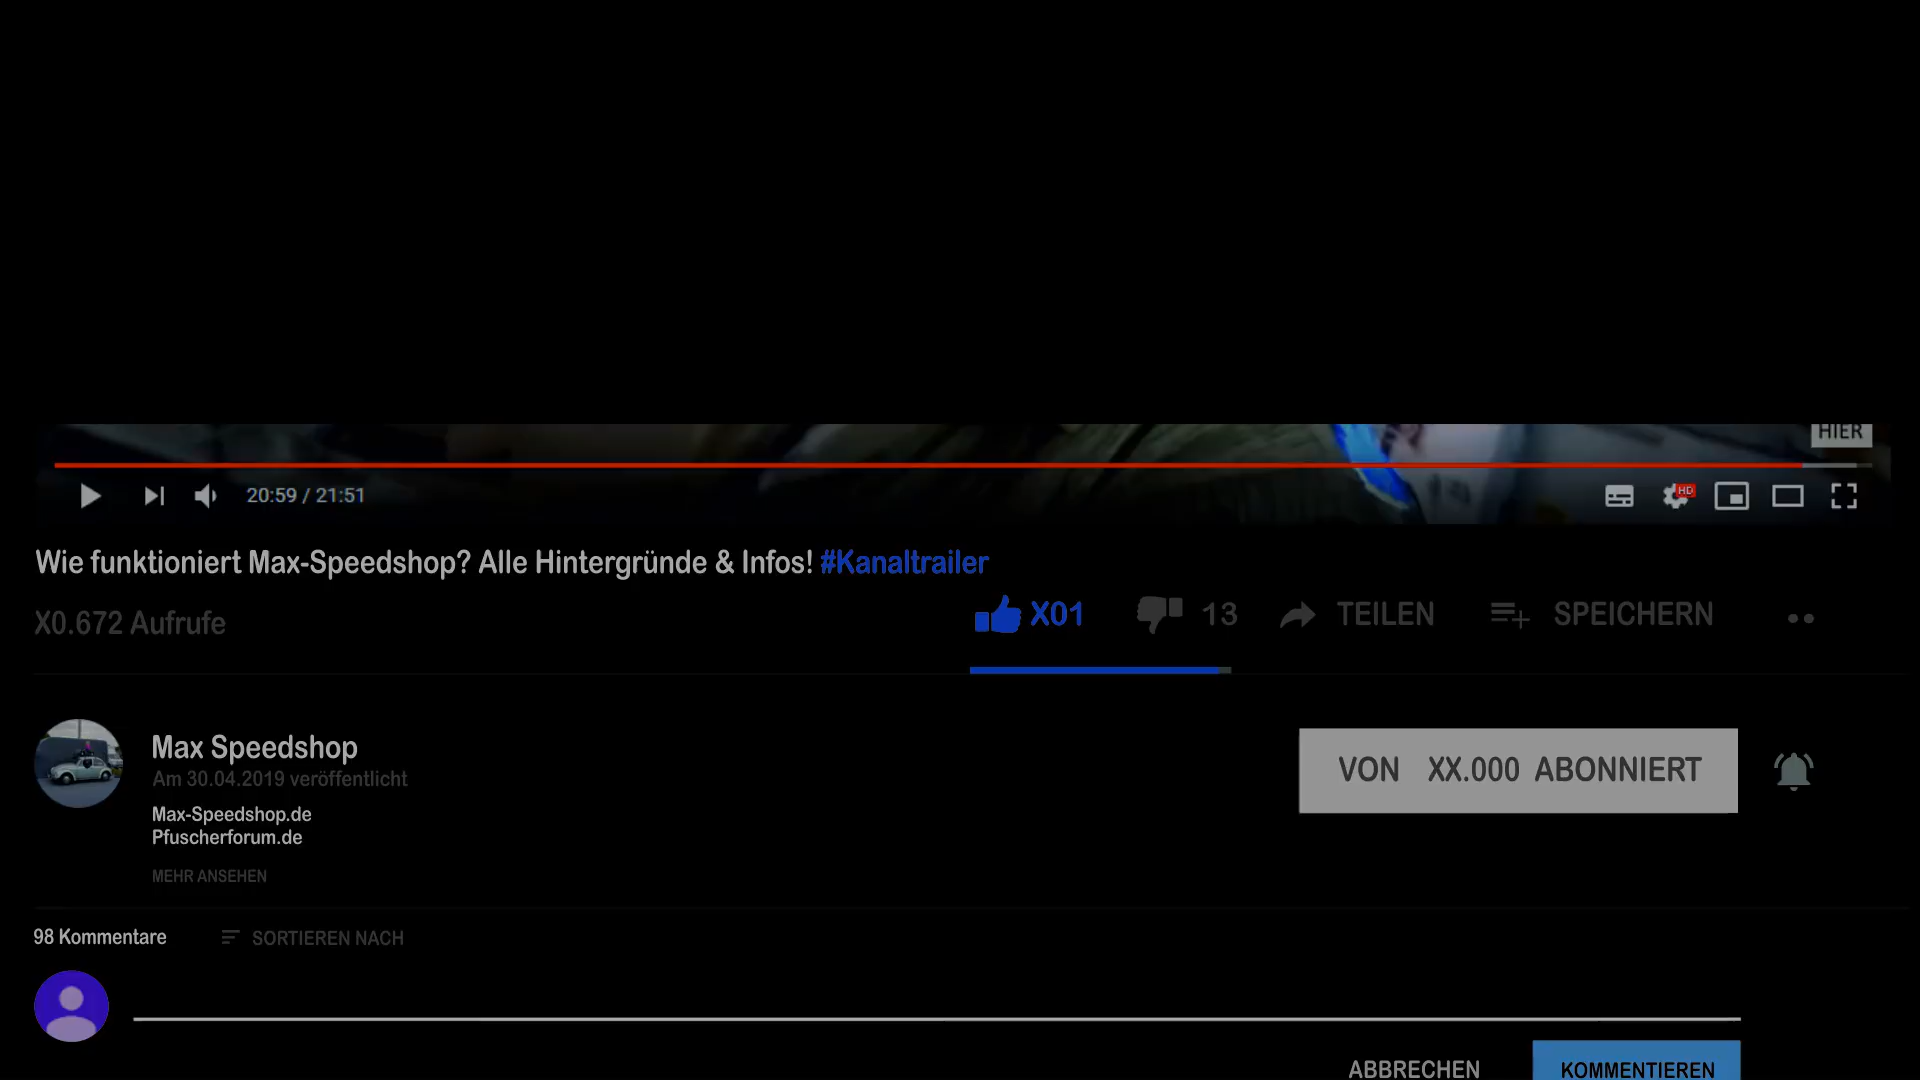 HIER
20:59 / 21:51
HD
Wie funktioniert Max-Speedshop? Alle Hintergründe & Infos! #Kanaltrailer
X0.672 Aufrufe
X01
13
TEILEN
SPEICHERN
Max Speedshop
Am 30.04.2019 veröffentlicht
VON XX.000 ABONNIERT
Max-Speedshop.de
Pfuscherforum.de
MEHR ANSEHEN
98 Kommentare
SORTIEREN NACH
ABBRECHEN
KOMMENTIEREN